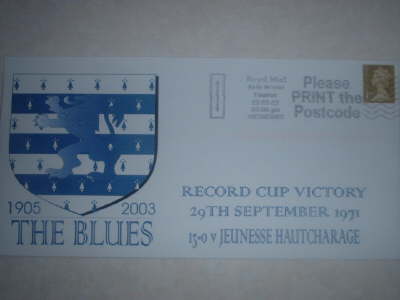 Royal Mail
Please
PRINT the
Postcode
1905 2003
THE BLUES
RECORD CUP VICTORY
29TH SEPTEMBER 1971
15-0 V JEUNESSE HAUTCHARAGE